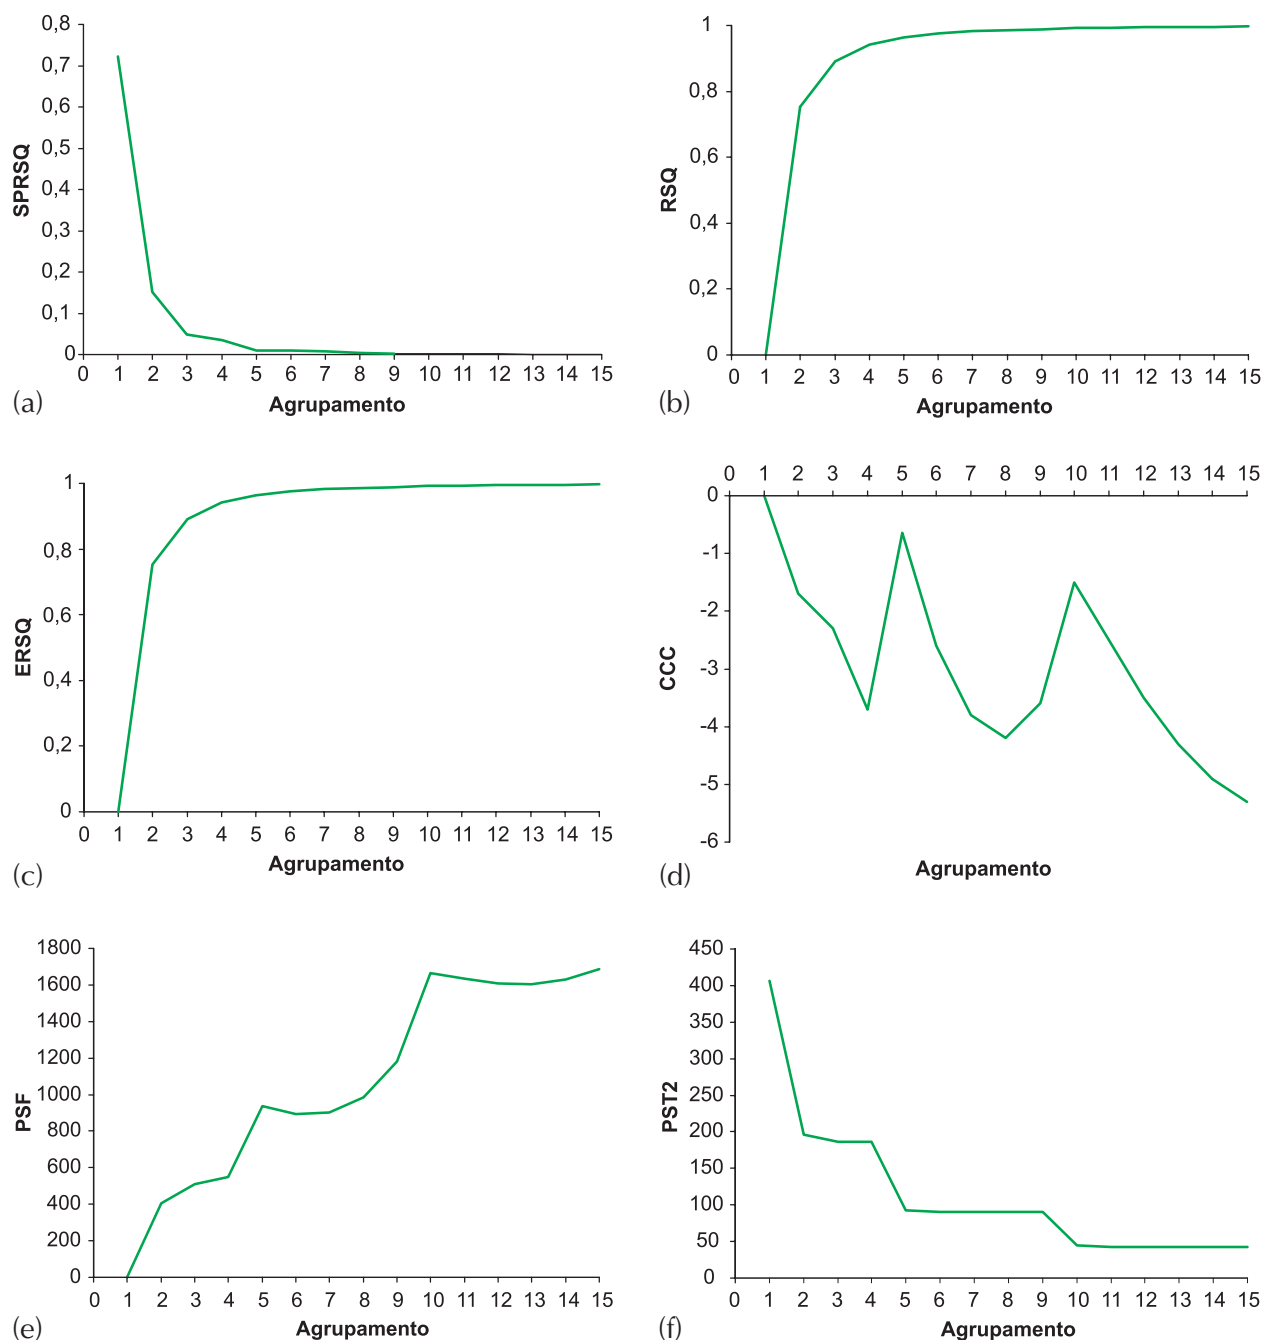 0,8
0,7
0,6
0,5
0,4
0,3
0,2
0,1
0
SPRSQ
0 1 2 3 4 5 6 7 8 9 10 11 12 13 14 15
Agrupamento
(a)
1
0,8
0,6
0,4
0,2
0
RSQ
0 1 2 3 4 5 6 7 8 9 10 11 12 13 14 15
Agrupamento
(b)
1
0,8
0,6
0,4
0,2
0
ERSQ
0 1 2 3 4 5 6 7 8 9 10 11 12 13 14 15
Agrupamento
(c)
0 1 2 3 4 5 6 7 8 9 10 11 12 13 14 15
0
-1
-2
-3
-4
-5
-6
CCC
Agrupamento
(d)
1800
1600
1400
1200
1000
800
600
400
200
0
PSF
0 1 2 3 4 5 6 7 8 9 10 11 12 13 14 15
Agrupamento
(e)
450
400
350
300
250
200
150
100
50
0
PST2
0 1 2 3 4 5 6 7 8 9 10 11 12 13 14 15
Agrupamento
(f)